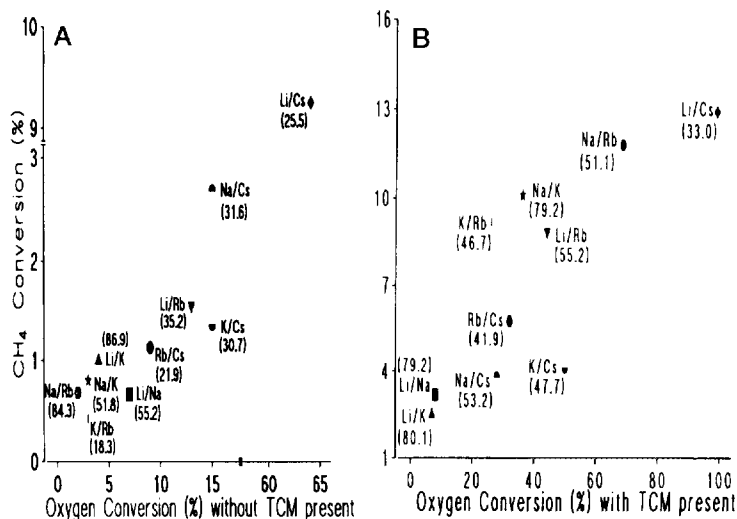 A
CH4 Conversion (%)
10
9
3
2
1
0
Li/Cs
(25.5)
Na/Cs
(31.6)
Li/Rb
(35.2)
K/Cs
(30.7)
(86.9)
Li/K
Rb/Cs
(21.9)
Na/Rb
(84.3)
Na/K
(51.8)
Li/Na
(55.2)
K/Rb
(18.3)
0 5 10 15 60 65
Oxygen Conversion (%) without TCM present
B
16
13
10
7
4
1
Li/Cs
(33.0)
Na/Rb
(51.1)
Na/K
(79.2)
K/Rb
(46.7)
Li/Rb
(55.2)
Rb/Cs
(41.9)
K/Cs
(47.7)
(79.2)
Li/Na
Na/Cs
(53.2)
Li/K
(80.1)
0 20 40 60 80 100
Oxygen Conversion (%) with TCM present